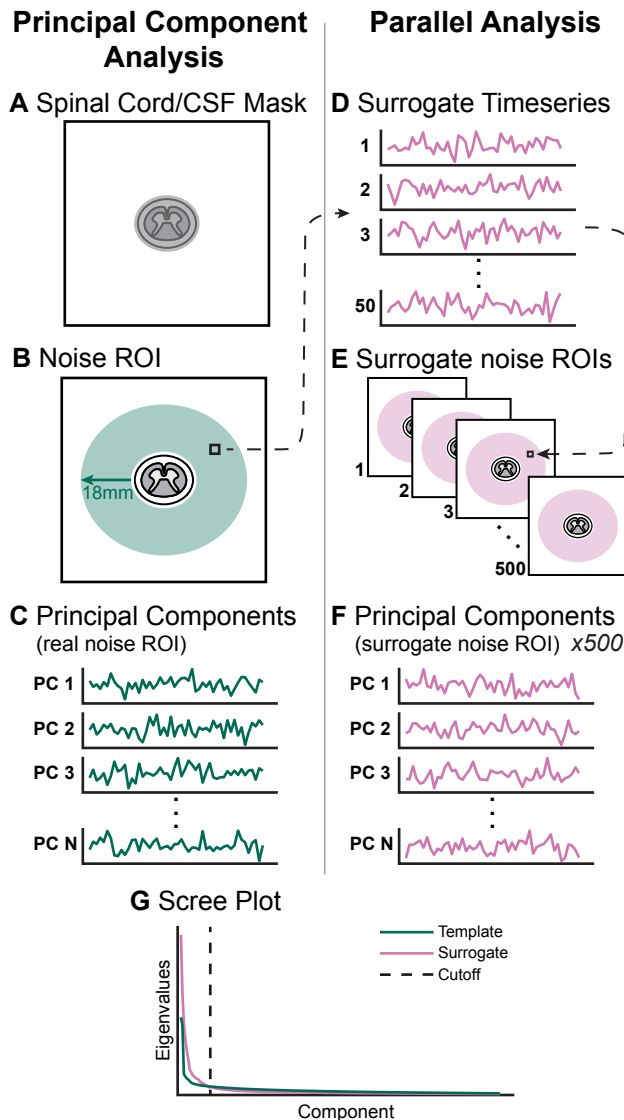 Principal Component
Analysis
A Spinal Cord/CSF Mask
B Noise ROI
18mm
C Principal Components
(real noise ROI)
PC 1
PC 2
PC 3
PC N
Parallel Analysis
D Surrogate Timeseries
1
2
3
50
E Surrogate noise ROIs
1
2
3
500
F Principal Components
(surrogate noise ROI) x500
PC 1
PC 2
PC 3
PC N
G Scree Plot
Eigenvalues
Template
Surrogate
Cutoff
Component